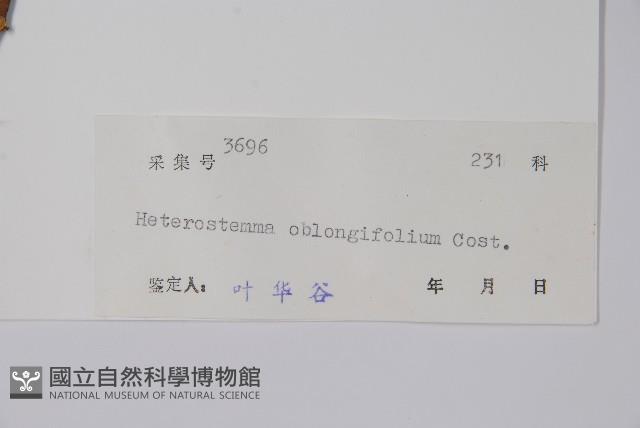 采集号 3696 231 科
Heterostemma oblongifolium Cost.
鉴定人: 叶华谷 年 月 日
國立自然科學博物館
NATIONAL MUSEUM OF NATURAL SCIENCE